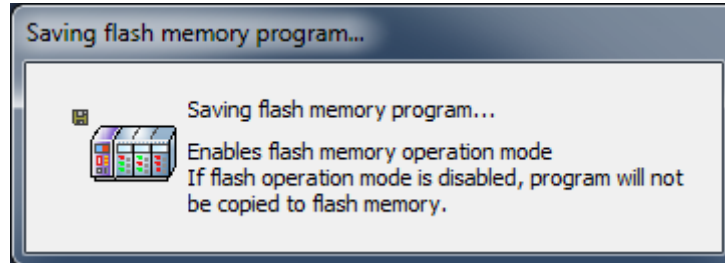 Saving flash memory program...
Saving flash memory program...
Enables flash memory operation mode
If flash operation mode is disabled, program will not
be copied to flash memory.